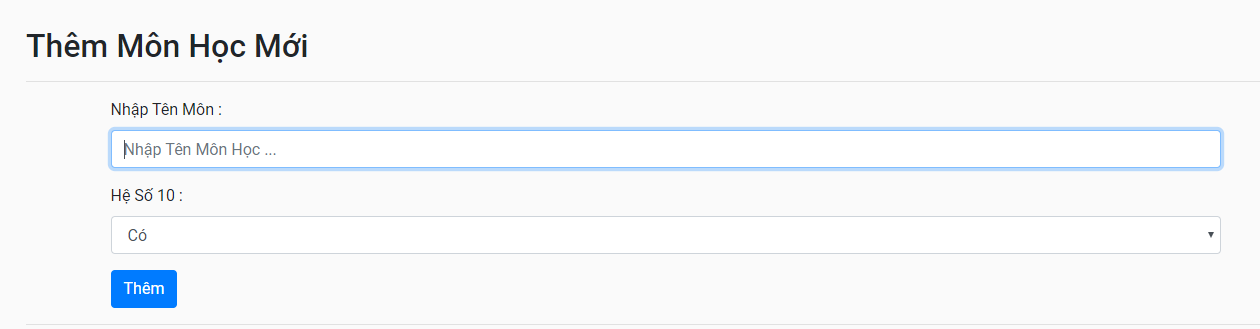 Thêm Môn Học Mới
Nhập Tên Môn :
Nhập Tên Môn Học ...
Hệ Số 10 :
Có
Thêm